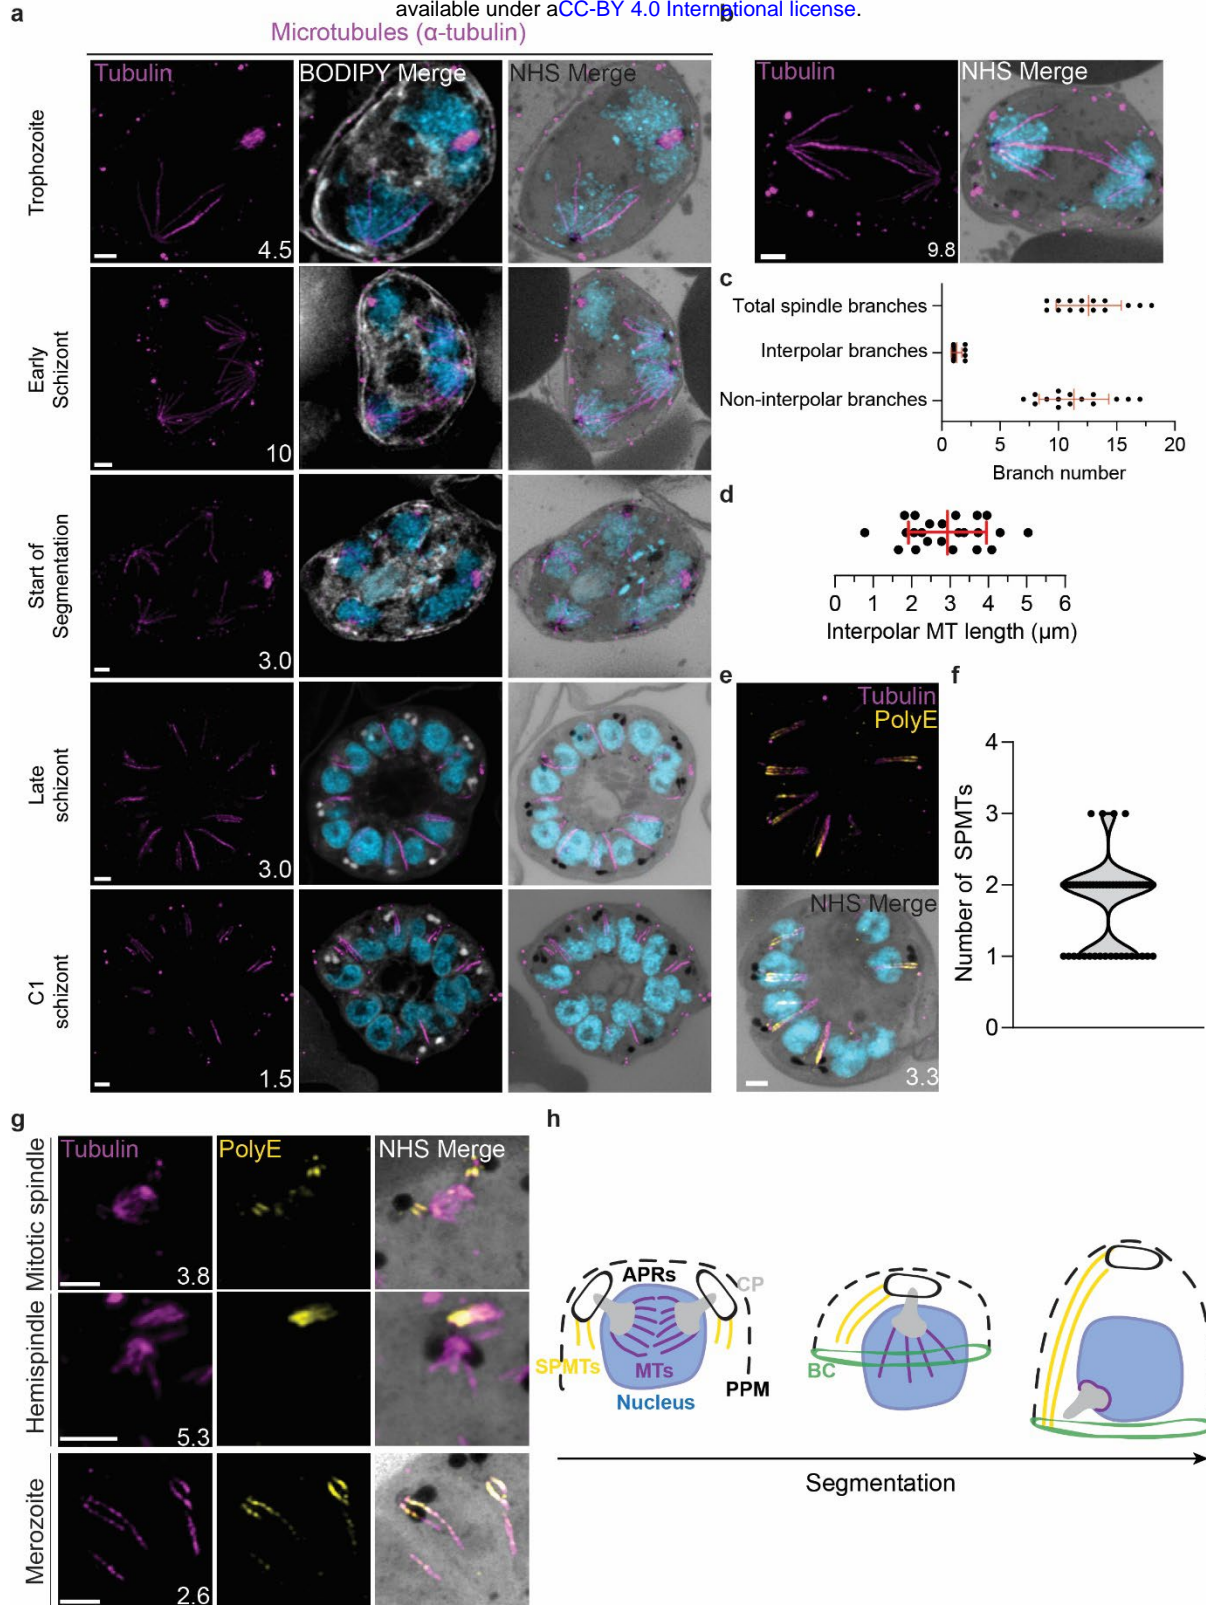 available under aCC-BY 4.0 International license.
a
Microtubules (α-tubulin)
Tubulin
BODIPY Merge
NHS Merge
Trophozoite
4.5
Early
Schizont
10
Start of
Segmentation
3.0
Late
schizont
3.0
C1
schizont
1.5
b
Tubulin
NHS Merge
9.8
c
Total spindle branches
Interpolar branches
Non-interpolar branches
0 5 10 15 20
Branch number
d
0 1 2 3 4 5 6
Interpolar MT length (μm)
e
Tubulin
PolyE
NHS Merge
3.3
f
Number of SPMTs
4
3
2
1
0
g
Tubulin
PolyE
NHS Merge
Mitotic spindle
3.8
Hemispindle
5.3
Merozoite
2.6
h
APRs
CP
SPMTs
MTs
PPM
Nucleus
BC
Segmentation